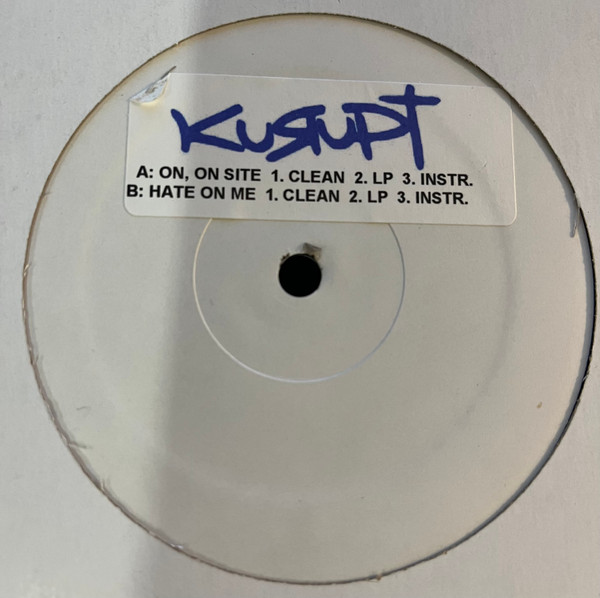 KURUPT
A: ON, ON SITE 1. CLEAN 2. LP 3. INSTR.
B: HATE ON ME 1. CLEAN 2. LP 3. INSTR.